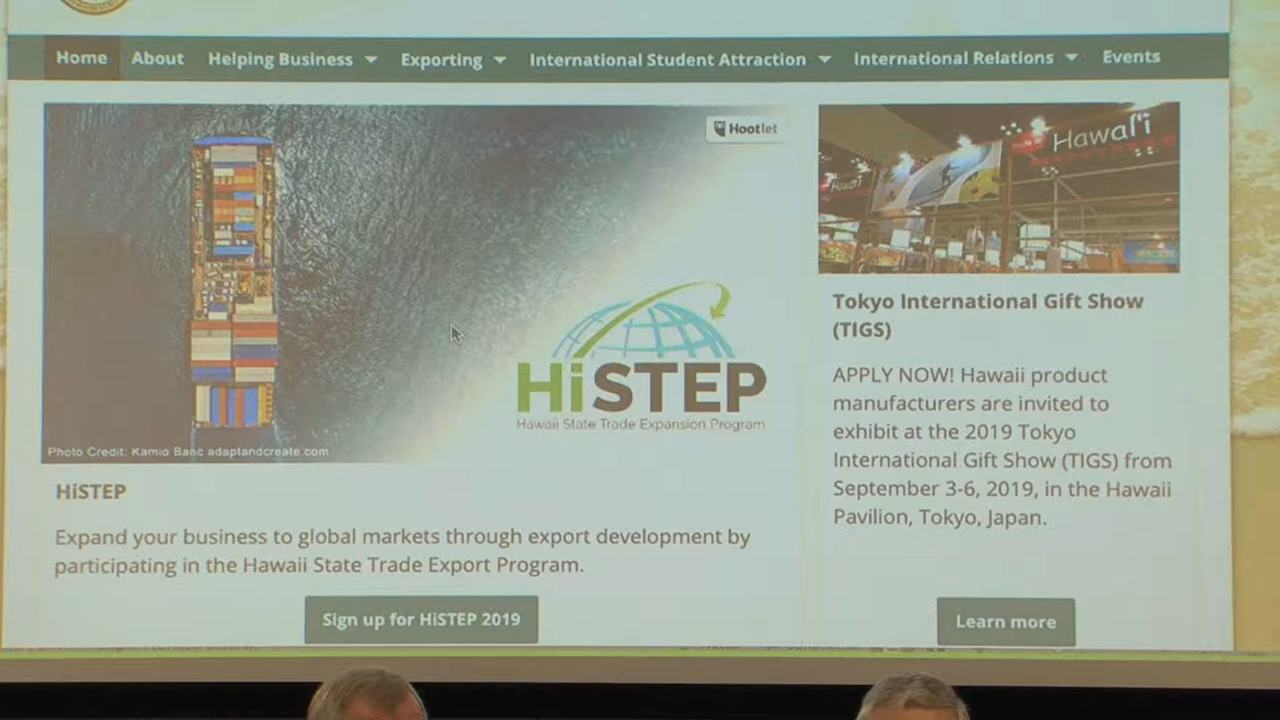 Home About Helping Business Exporting International Student Attraction International Relations Events
Hootlet
Hawai'i
Hawai'i
HiSTEP
Hawaii State Trade Expansion Program
Photo Credit: Kamio Banc adaptandcreate.com
HiSTEP
Expand your business to global markets through export development by
participating in the Hawaii State Trade Export Program.
Sign up for HiSTEP 2019
Tokyo International Gift Show
(TIGS)
APPLY NOW! Hawaii product
manufacturers are invited to
exhibit at the 2019 Tokyo
International Gift Show (TIGS) from
September 3-6, 2019, in the Hawaii
Pavilion, Tokyo, Japan.
Learn more